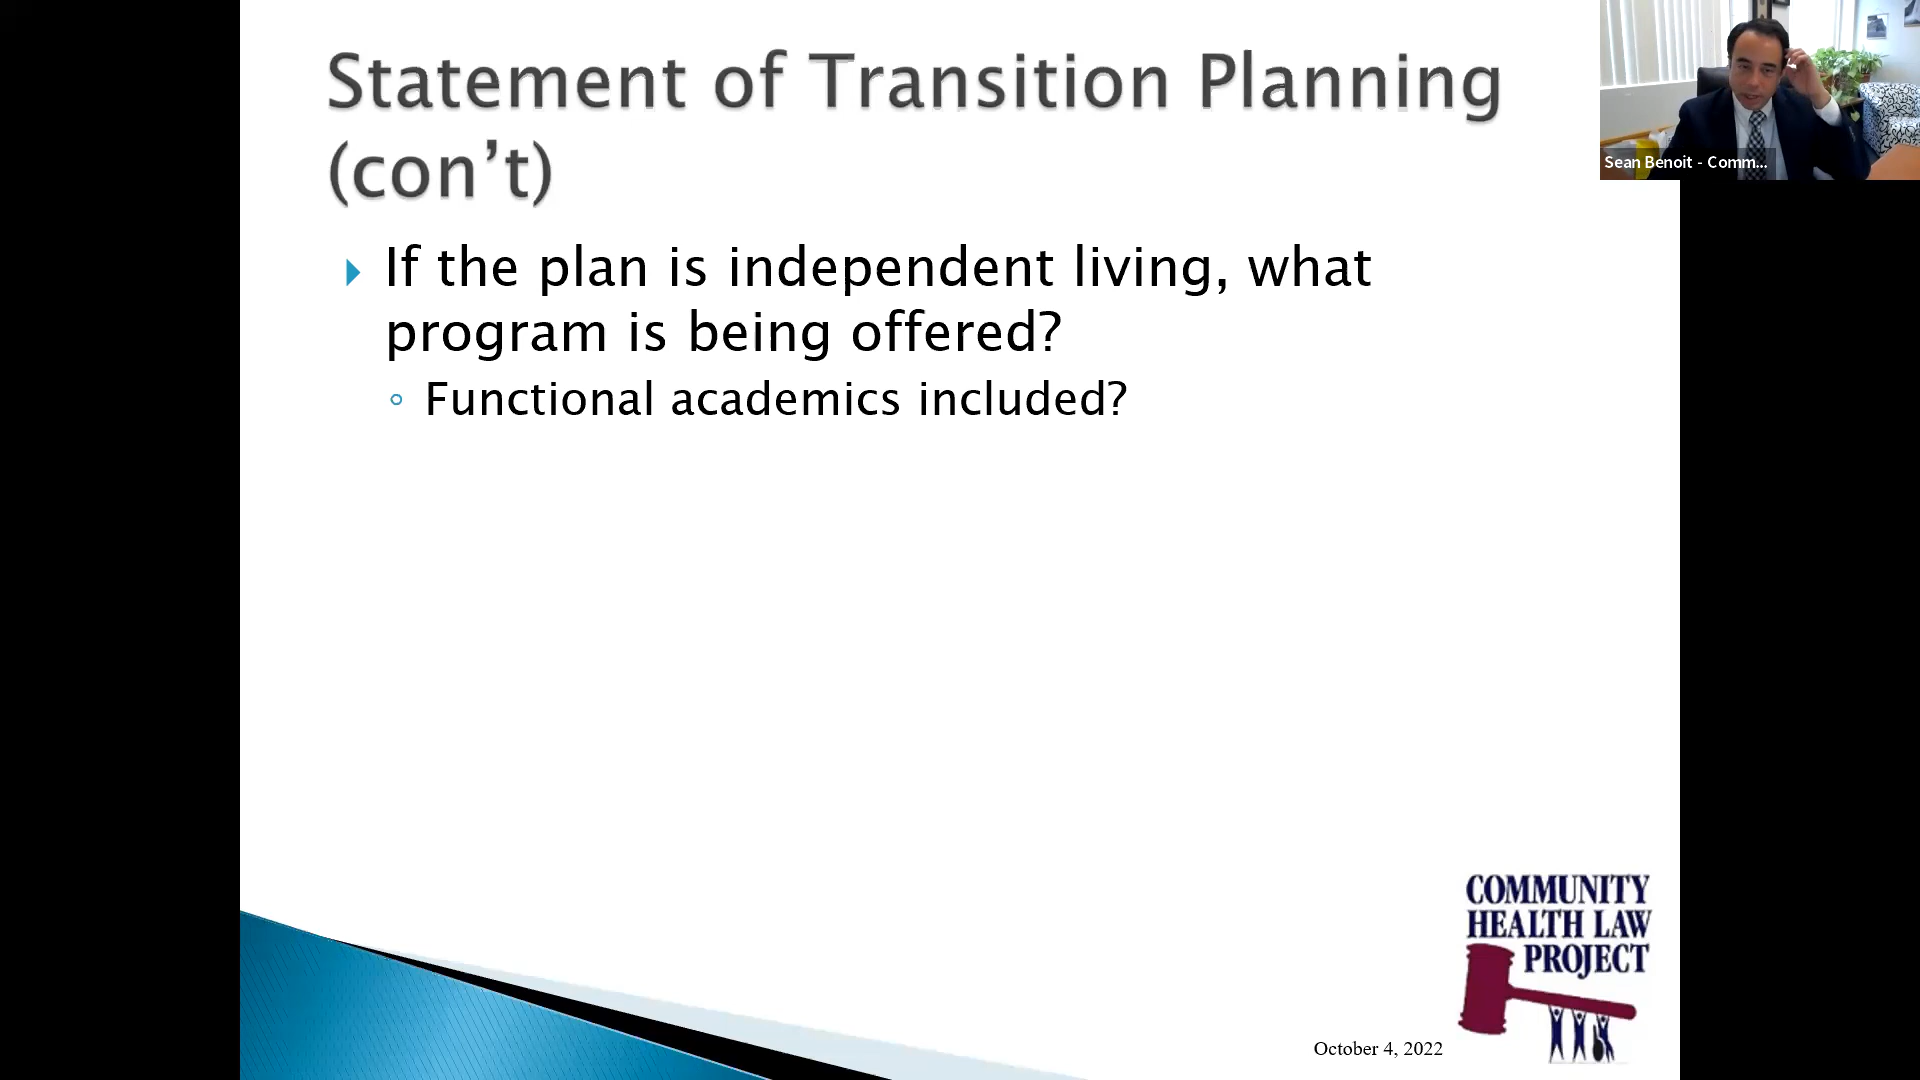 Statement of Transition Planning
(con’t)
If the plan is independent living, what
program is being offered?
Functional academics included?
Sean Benoit - Comm...
COMMUNITY
HEALTH LAW
PROJECT
October 4, 2022